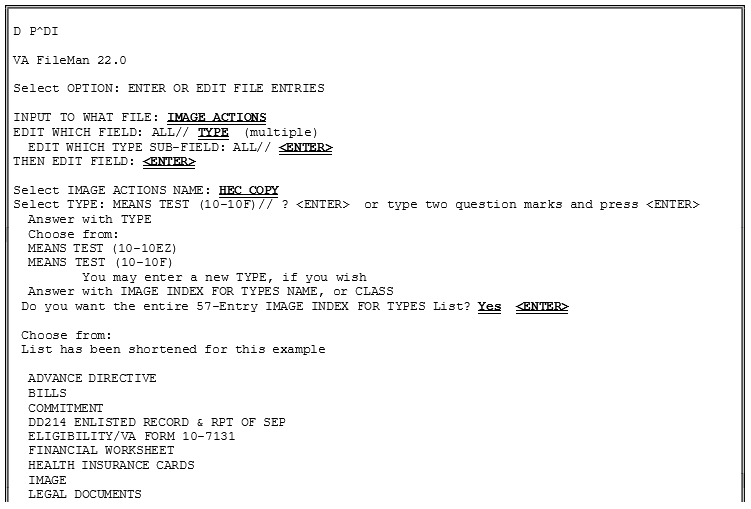 D P^DI
VA FileMan 22.0
Select OPTION: ENTER OR EDIT FILE ENTRIES
INPUT TO WHAT FILE: IMAGE ACTIONS
EDIT WHICH FIELD: ALL// TYPE (multiple)
EDIT WHICH TYPE SUB-FIELD: ALL// <ENTER>
THEN EDIT FIELD: <ENTER>
Select IMAGE ACTIONS NAME: HEC COPY
Select TYPE: MEANS TEST (10-10F)// ? <ENTER> or type two question marks and press <ENTER>
Answer with TYPE
Choose from:
MEANS TEST (10-10EZ)
MEANS TEST (10-10F)
You may enter a new TYPE, if you wish
Answer with IMAGE INDEX FOR TYPES NAME, or CLASS
Do you want the entire 57-Entry IMAGE INDEX FOR TYPES List? Yes <ENTER>
Choose from:
List has been shortened for this example
ADVANCE DIRECTIVE
BILLS
COMMITMENT
DD214 ENLISTED RECORD & RPT OF SEP
ELIGIBILITY/VA FORM 10-7131
FINANCIAL WORKSHEET
HEALTH INSURANCE CARDS
IMAGE
LEGAL DOCUMENTS